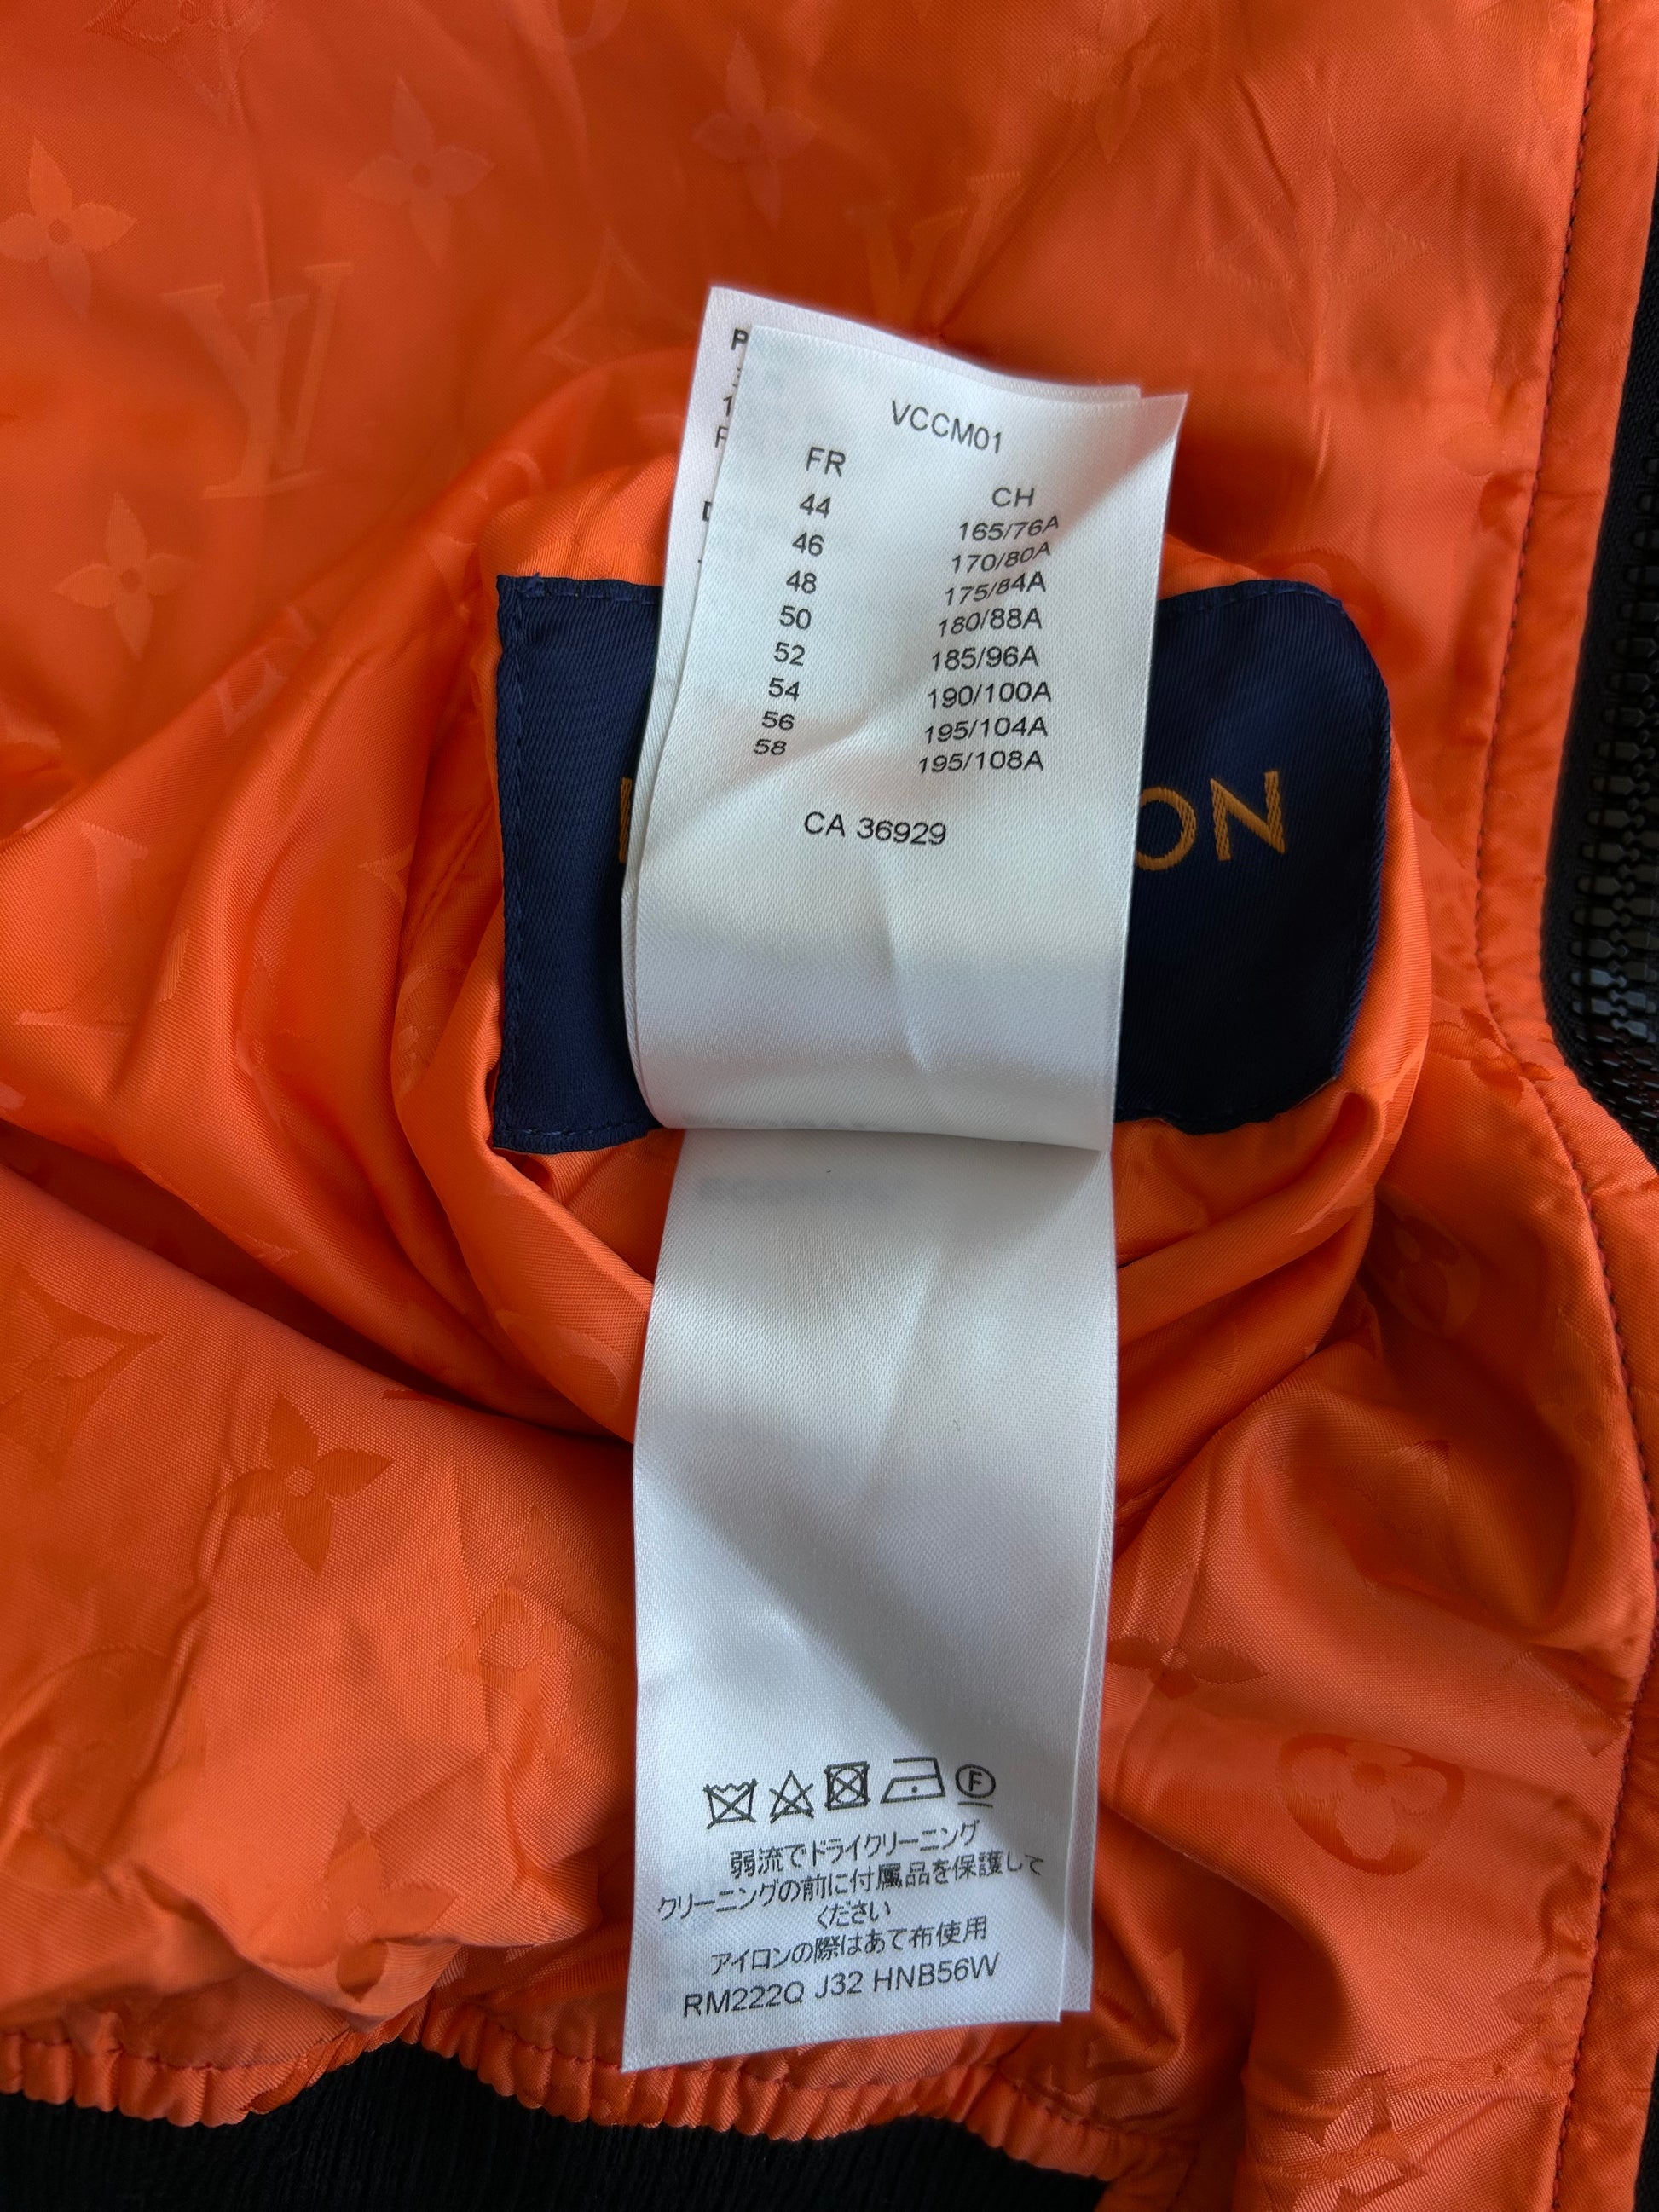 VCCM01
FR CH
44 165/76A
46 170/80A
48 175/84A
50 180/88A
52 185/96A
54 190/100A
56 195/104A
58 195/108A
CA 36929
ON
F
弱流でドライクリーニング
クリーニングの前に付属品を保護して
ください
アイロンの際はあて布使用
RM222Q J32 HNB56W